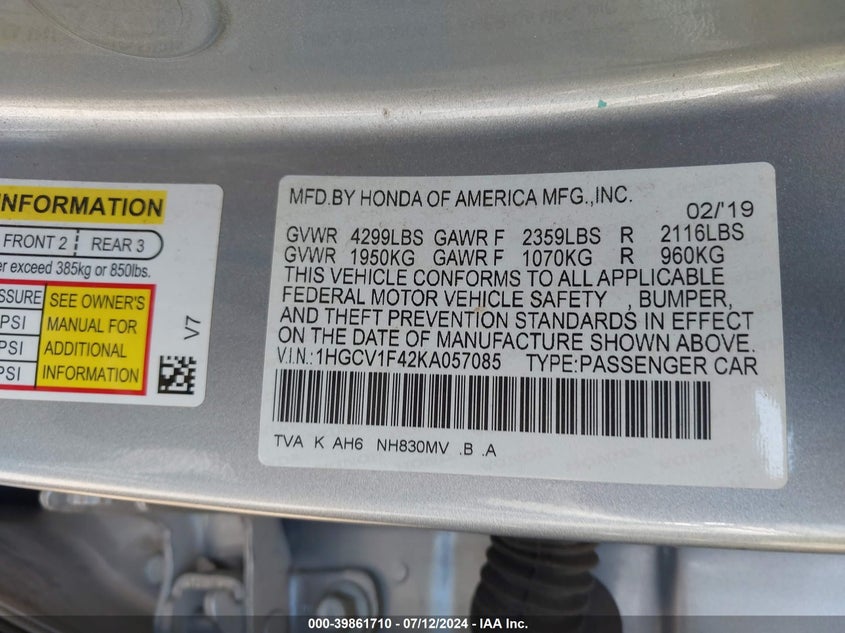 INFORMATION
FRONT 2 REAR 3
exceed 385kg or 850lbs.
SEE OWNER'S
PSI MANUAL FOR
PSI ADDITIONAL
PSI INFORMATION
V7
MFD.BY HONDA OF AMERICA MFG.,INC.
02/'19
GVWR 4299LBS GAWR F 2359LBS R 2116LBS
GVWR 1950KG GAWR F 1070KG R 960KG
THIS VEHICLE CONFORMS TO ALL APPLICABLE
FEDERAL MOTOR VEHICLE SAFETY , BUMPER,
AND THEFT PREVENTION STANDARDS IN EFFECT
ON THE DATE OF MANUFACTURE SHOWN ABOVE.
V.I.N.:1HGCV1F42KA057085 TYPE:PASSENGER CAR
TVA K AH6 NH830MV .B .A
000-39861710 - 07/12/2024 - IAA Inc.